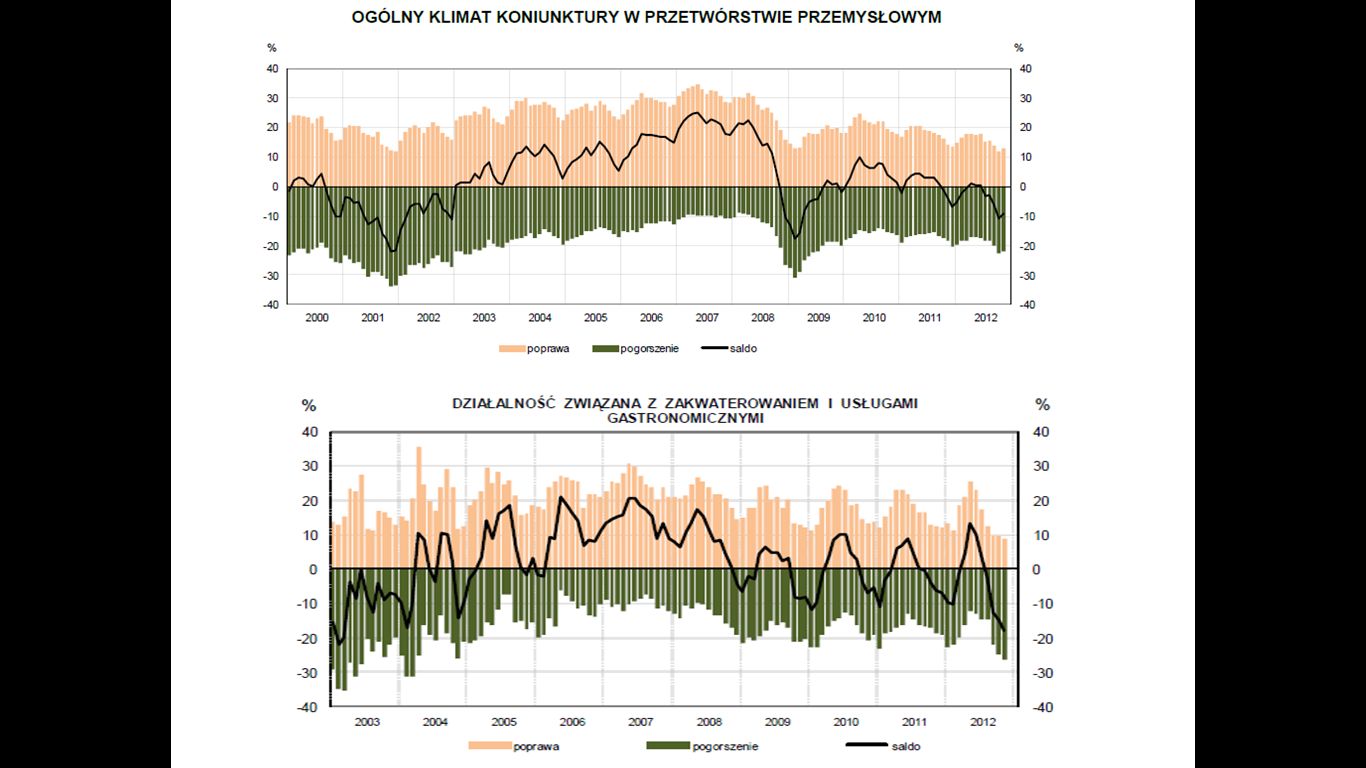 OGÓLNY KLIMAT KONIUNKTURY W PRZETWÓRSTWIE PRZEMYSŁOWYM
% %
40 40
30 30
20 20
10 10
0 0
-10 -10
-20 -20
-30 -30
-40 -40
2000 2001 2002 2003 2004 2005 2006 2007 2008 2009 2010 2011 2012
poprawa pogorszenie saldo
% DZIAŁALNOŚĆ ZWIĄZANA Z ZAKWATEROWANIEM I USŁUGAMI %
GASTRONOMICZNYMI
40 40
30 30
20 20
10 10
0 0
-10 -10
-20 -20
-30 -30
-40 -40
2003 2004 2005 2006 2007 2008 2009 2010 2011 2012
poprawa pogorszenie saldo